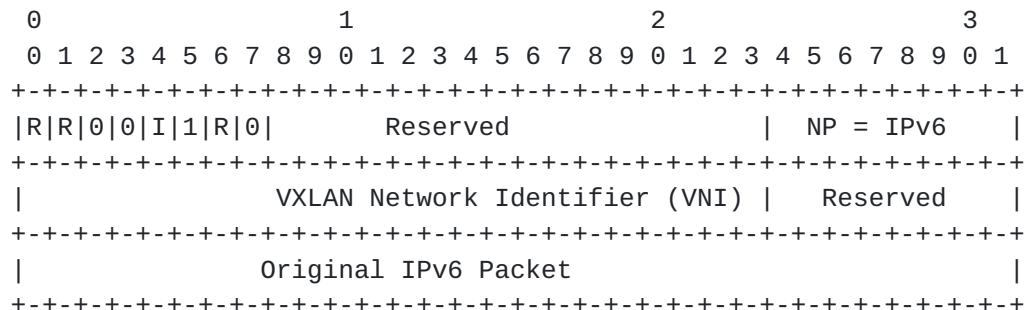 0                   1                   2                   3
 0 1 2 3 4 5 6 7 8 9 0 1 2 3 4 5 6 7 8 9 0 1 2 3 4 5 6 7 8 9 0 1
+-+-+-+-+-+-+-+-+-+-+-+-+-+-+-+-+-+-+-+-+-+-+-+-+-+-+-+-+-+-+-+-+
|R|R|0|0|I|1|R|0|       Reserved                |  NP = IPv6    |
+-+-+-+-+-+-+-+-+-+-+-+-+-+-+-+-+-+-+-+-+-+-+-+-+-+-+-+-+-+-+-+-+
|                VXLAN Network Identifier (VNI) |   Reserved    |
+-+-+-+-+-+-+-+-+-+-+-+-+-+-+-+-+-+-+-+-+-+-+-+-+-+-+-+-+-+-+-+-+
|               Original IPv6 Packet                            |
+-+-+-+-+-+-+-+-+-+-+-+-+-+-+-+-+-+-+-+-+-+-+-+-+-+-+-+-+-+-+-+-+